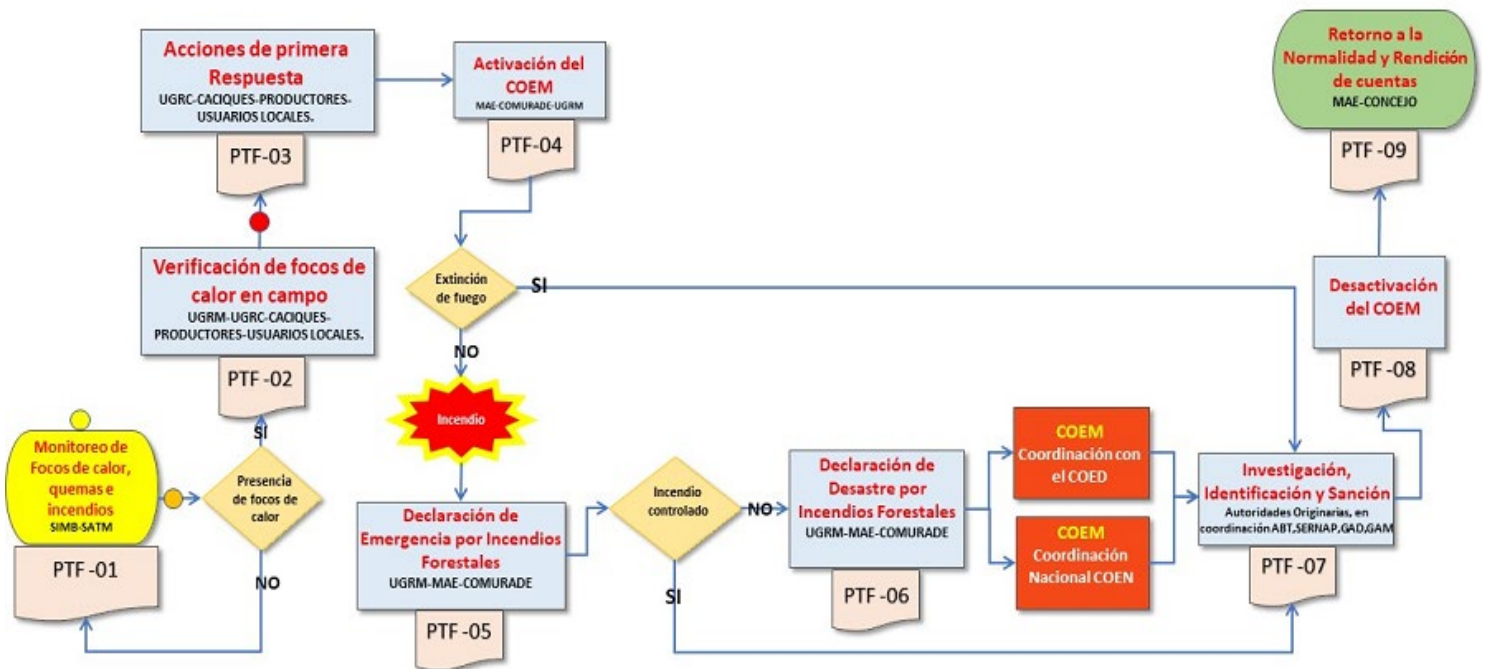 Monitoreo de
Focos de calor,
quemas e
incendios
SIMB-SATM
PTF -01
Presencia
de focos de
calor
SI
NO
Verificación de focos de
calor en campo
UGRM-UGRC-CACIQUES-
PRODUCTORES-USUARIOS LOCALES.
PTF -02
Acciones de primera
Respuesta
UGRC-CACIQUES-PRODUCTORES-
USUARIOS LOCALES.
PTF-03
Activación del
COEM
MAE-COMURADE-UGRM
PTF-04
Extinción
de fuego
SI
NO
Incendio
Declaración de
Emergencia por Incendios
Forestales
UGRM-MAE-COMURADE
PTF -05
Incendio
controlado
NO
SI
Declaración de
Desastre por
Incendios Forestales
UGRM-MAE-COMURADE
PTF -06
COEM
Coordinación con
el COED
COEM
Coordinación
Nacional COEN
Investigación,
Identificación y Sanción
Autoridades Originarias, en
coordinación ABT,SERNAP,GAD,GAM
PTF -07
Desactivación
del COEM
PTF -08
Retorno a la
Normalidad y Rendición
de cuentas
MAE-CONCEJO
PTF -09